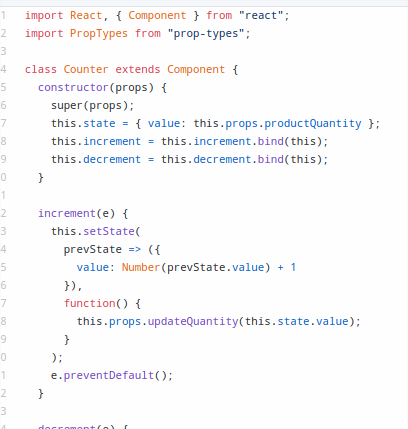 1 import React, { Component } from "react";
2 import PropTypes from "prop-types";
3
4 class Counter extends Component {
5 constructor(props) {
6 super(props);
7 this.state = { value: this.props.productQuantity };
8 this.increment = this.increment.bind(this);
9 this.decrement = this.decrement.bind(this);
0 }
1
2 increment(e) {
3 this.setState(
4 prevState => ({
5 value: Number(prevState.value) + 1
6 }),
7 function() {
8 this.props.updateQuantity(this.state.value);
9 }
0 );
1 e.preventDefault();
2 }
3
4 decrement(e) {